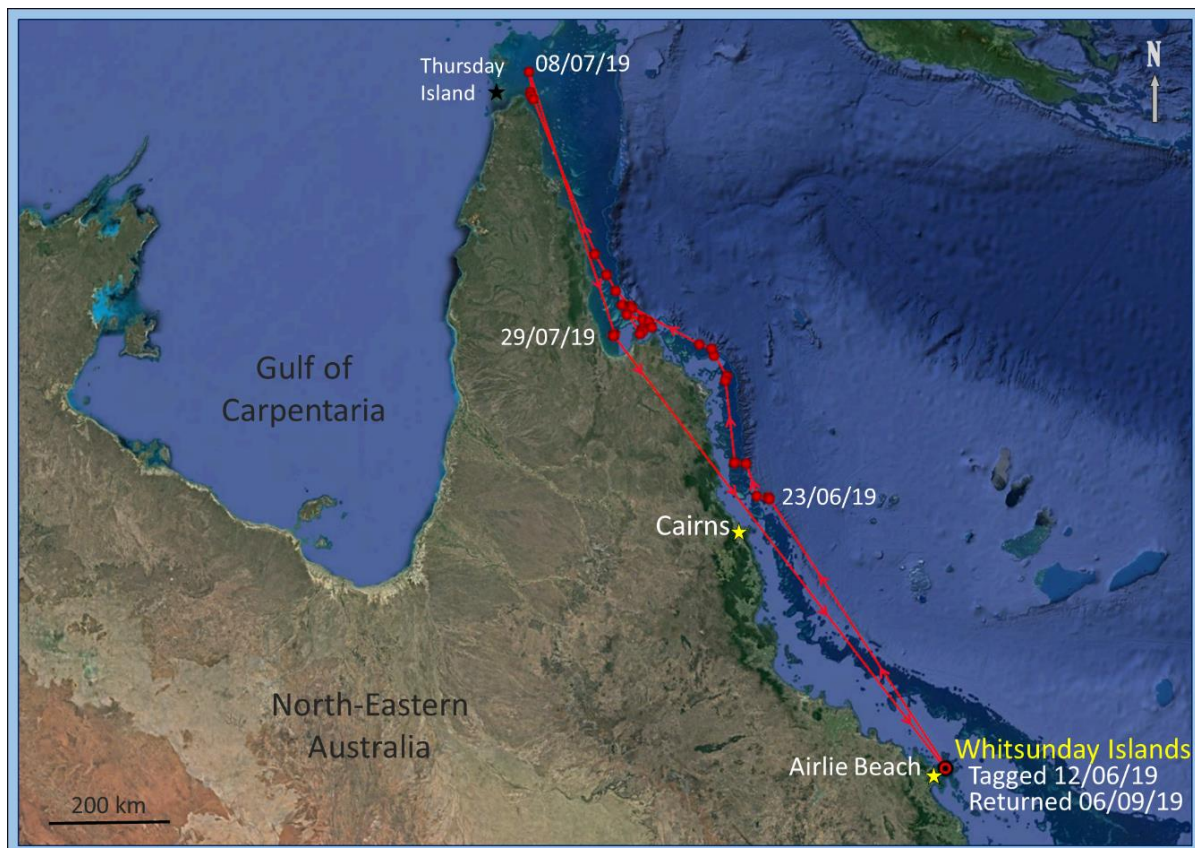 Thursday
Island
08/07/19
N
29/07/19
Gulf of
Carpentaria
23/06/19
Cairns
North-Eastern
Australia
Whitsunday Islands
Airlie Beach
Tagged 12/06/19
Returned 06/09/19
200 km